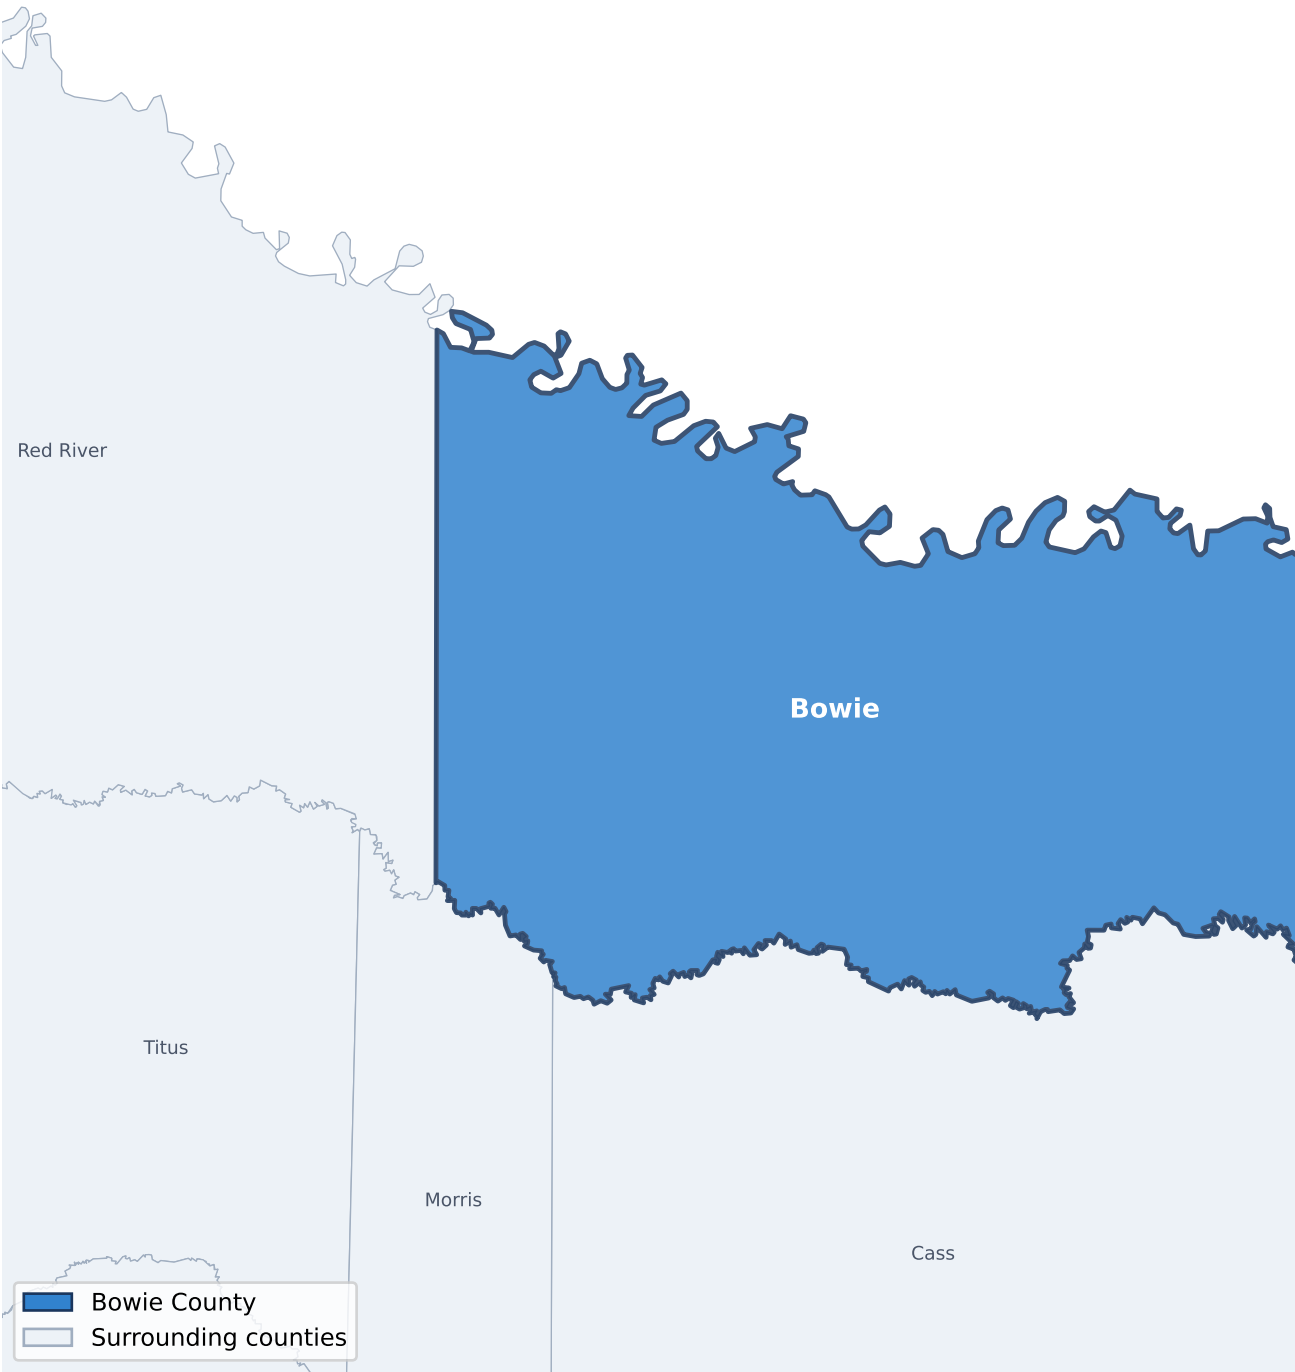 Red River
Bowie
Titus
Morris
Cass
Bowie County
Surrounding counties